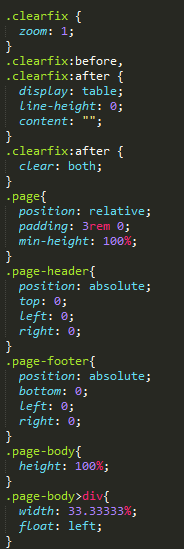 .clearfix {
  zoom: 1;
}
.clearfix:before,
.clearfix:after {
  display: table;
  line-height: 0;
  content: "";
}
.clearfix:after {
  clear: both;
}
.page{
  position: relative;
  padding: 3rem 0;
  min-height: 100%;
}
.page-header{
  position: absolute;
  top: 0;
  left: 0;
  right: 0;
}
.page-footer{
  position: absolute;
  bottom: 0;
  left: 0;
  right: 0;
}
.page-body{
  height: 100%;
}
.page-body>div{
  width: 33.33333%;
  float: left;
}